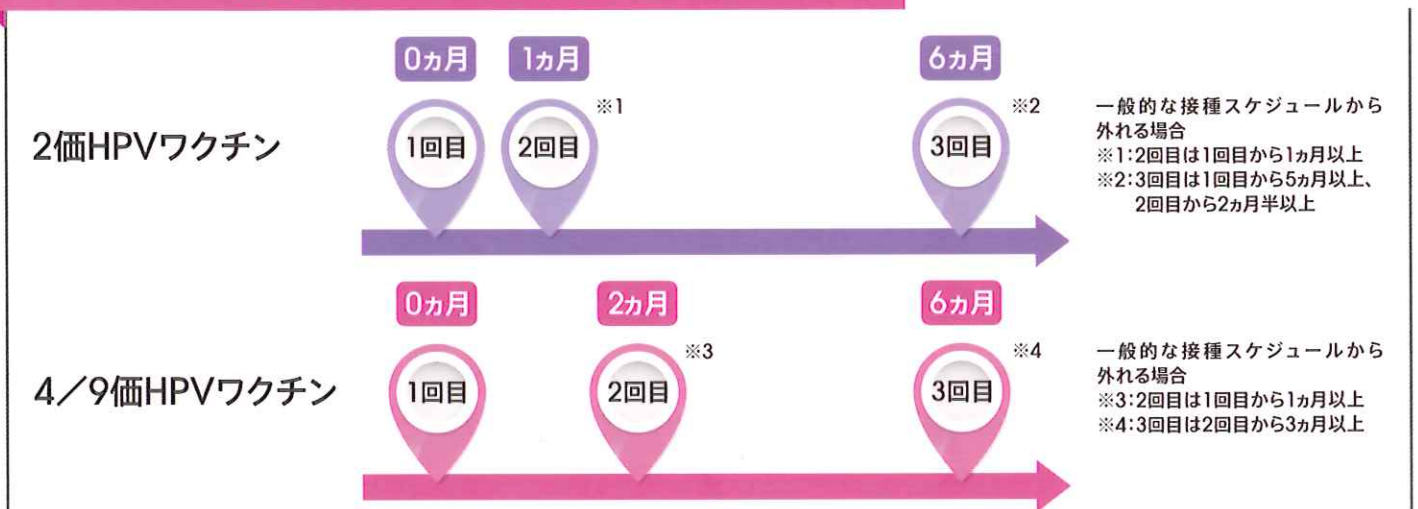 0ヵ月 1ヵ月 6ヵ月
2価HPVワクチン
1回目 2回目 ※1 3回目 ※2
一般的な接種スケジュールから
外れる場合
※1:2回目は1回目から1ヵ月以上
※2:3回目は1回目から5ヵ月以上、
2回目から2ヵ月半以上
0ヵ月 2ヵ月 6ヵ月
4／9価HPVワクチン
1回目 2回目 ※3 3回目 ※4
一般的な接種スケジュールから
外れる場合
※3:2回目は1回目から1ヵ月以上
※4:3回目は2回目から3ヵ月以上